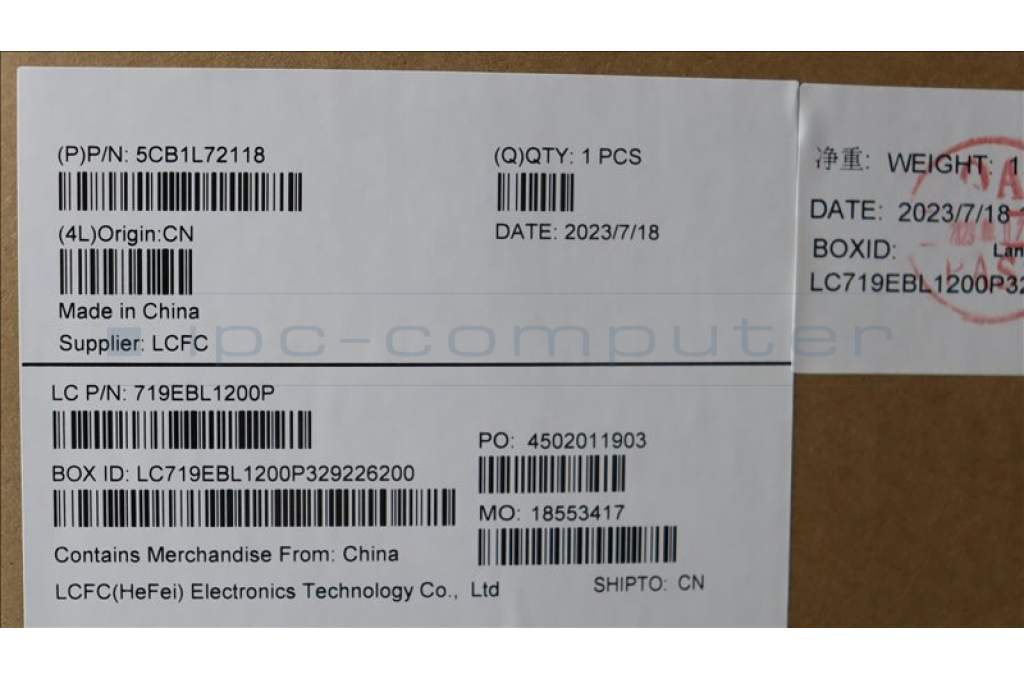 (P)P/N: 5CB1L72118
(Q)QTY: 1 PCS
DATE: 2023/7/18
(4L)Origin:CN
Made in China
Supplier: LCFC
LC P/N: 719EBL1200P
PO: 4502011903
BOX ID: LC719EBL1200P329226200
MO: 18553417
Contains Merchandise From: China
LCFC(HeFei) Electronics Technology Co., Ltd
SHIPTO: CN
净重: WEIGHT: 1
DATE: 2023/7/18
BOXID: Lan
LC719EBL1200P32
ipc-computer